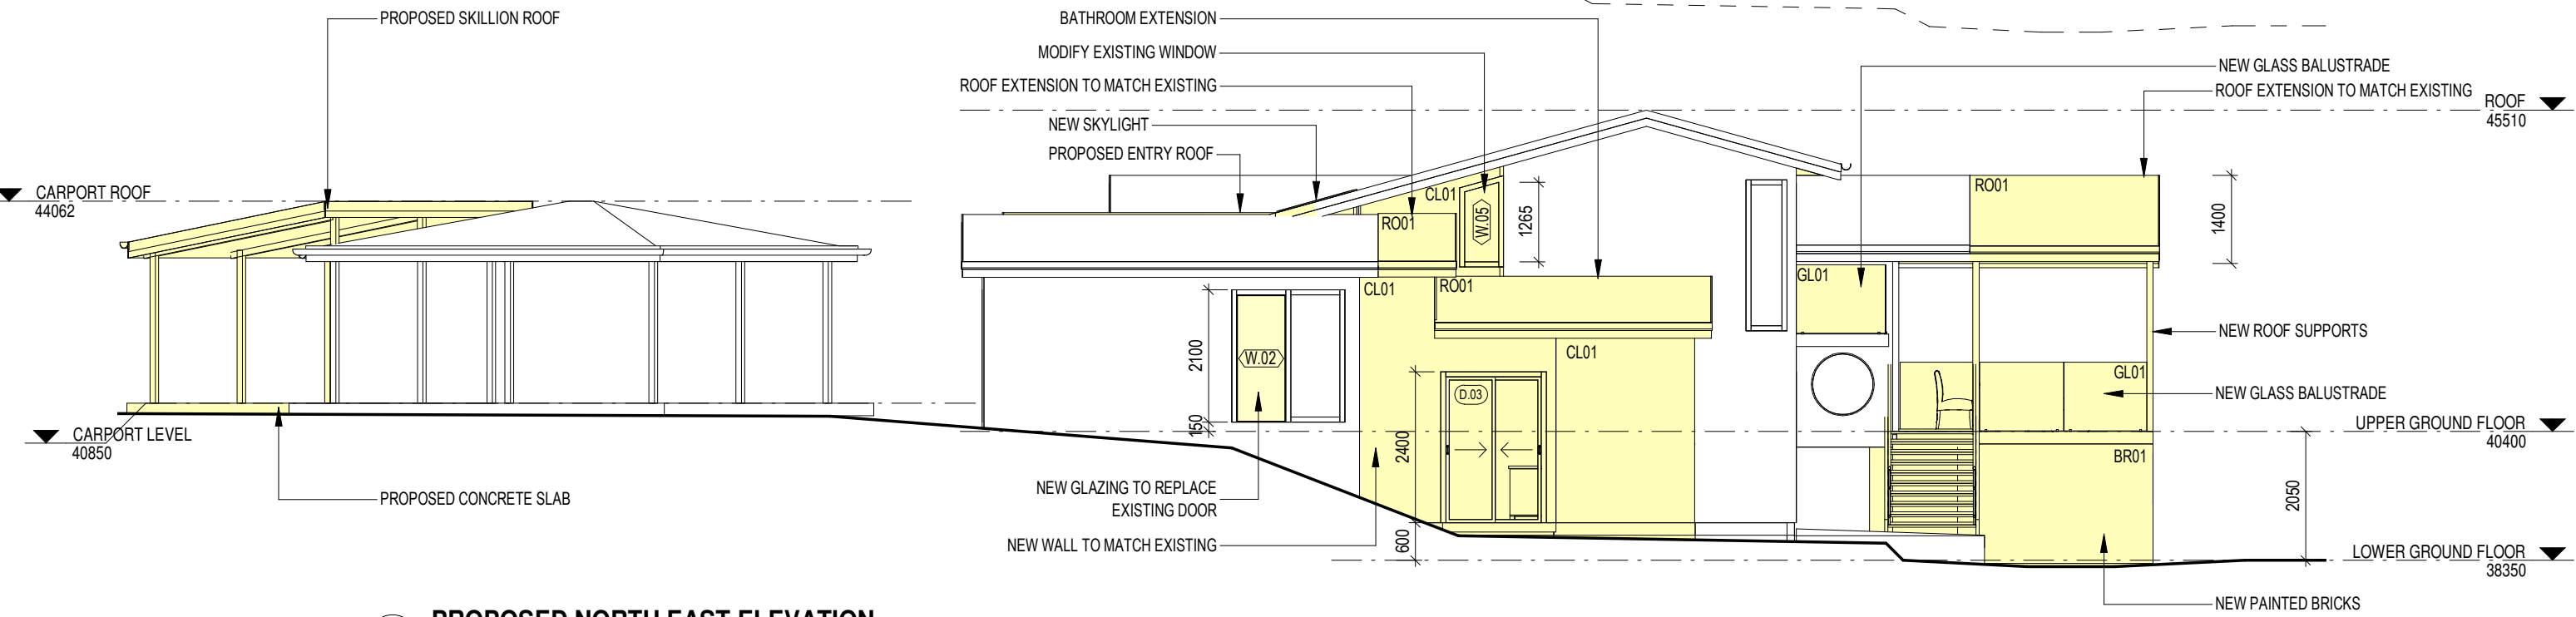 PROPOSED SKILLION ROOF
CARPORT ROOF
44062
CARPORT LEVEL
40850
PROPOSED CONCRETE SLAB
BATHROOM EXTENSION
MODIFY EXISTING WINDOW
ROOF EXTENSION TO MATCH EXISTING
NEW SKYLIGHT
PROPOSED ENTRY ROOF
CL01
W.05
1265
RO01
CL01
RO01
2100
W.02
150
CL01
D.03
2400
600
NEW GLAZING TO REPLACE
EXISTING DOOR
NEW WALL TO MATCH EXISTING
NEW GLASS BALUSTRADE
ROOF EXTENSION TO MATCH EXISTING
ROOF
45510
RO01
1400
GL01
NEW ROOF SUPPORTS
GL01
NEW GLASS BALUSTRADE
UPPER GROUND FLOOR
40400
BR01
2050
LOWER GROUND FLOOR
38350
NEW PAINTED BRICKS
PROPOSED NORTH EAST ELEVATION